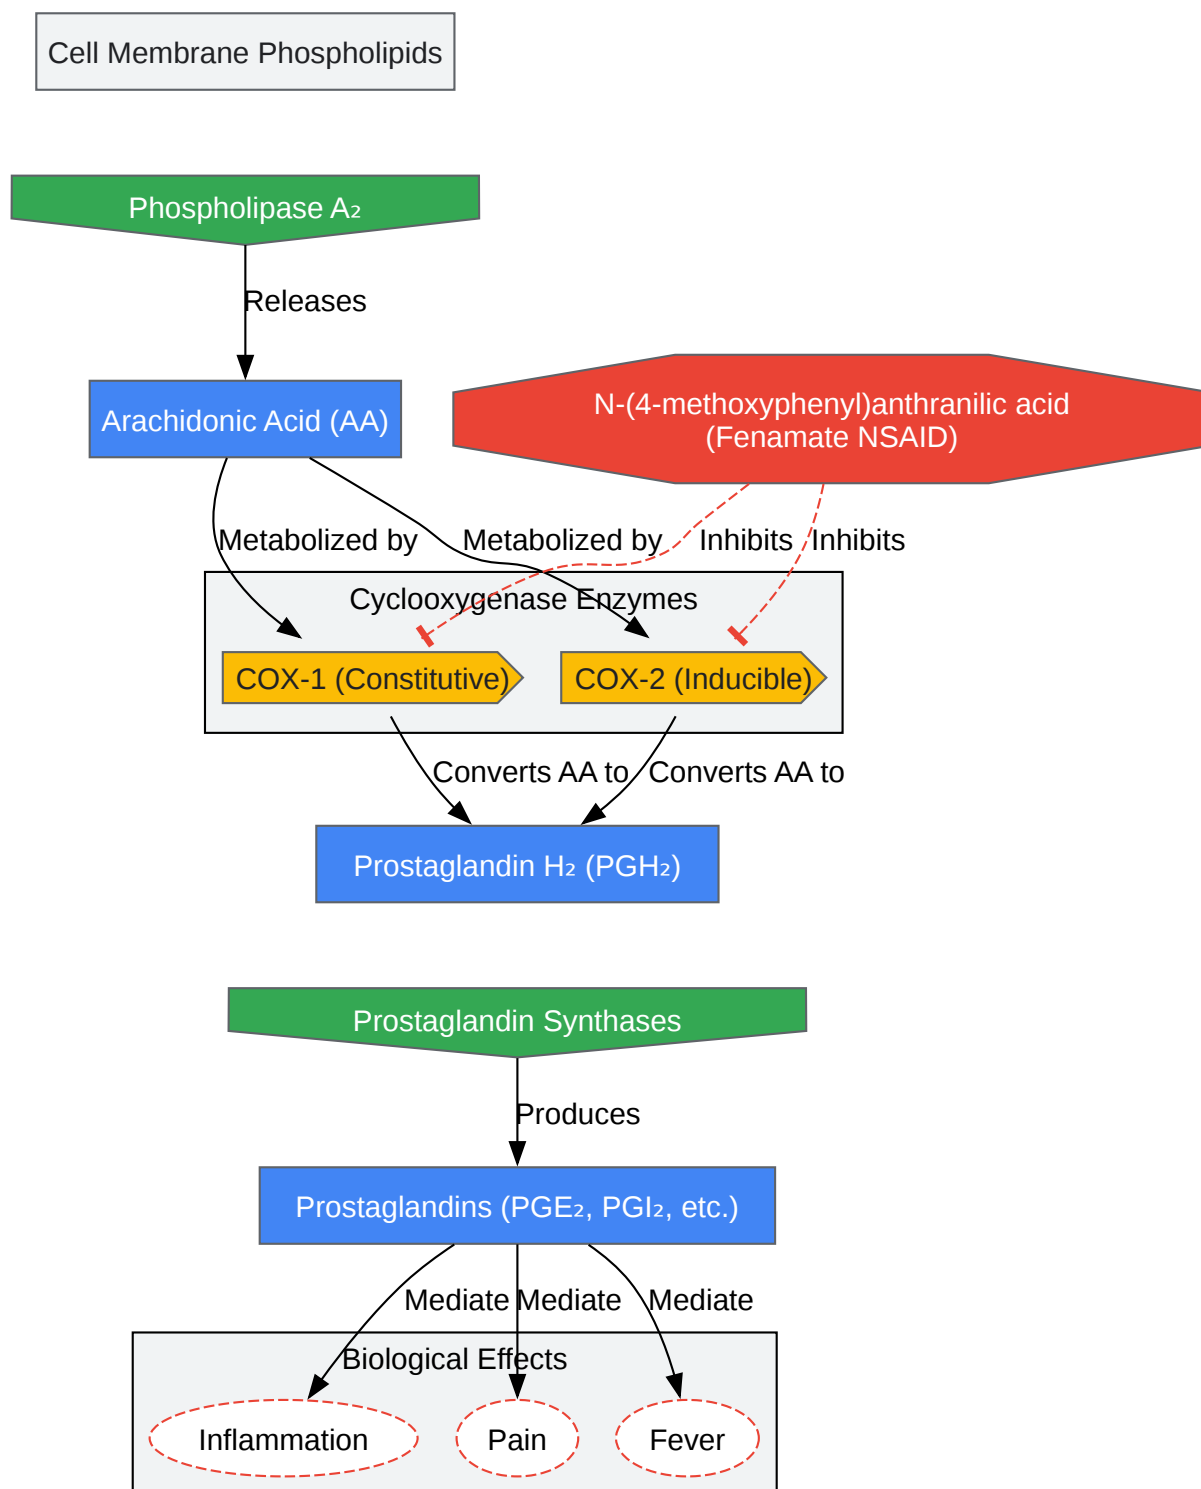 Cell Membrane Phospholipids
Phospholipase A₂
Releases
Arachidonic Acid (AA)
N-(4-methoxyphenyl)anthranilic acid
(Fenamate NSAID)
Metabolized by
Metabolized by
Inhibits
Inhibits
Cyclooxygenase Enzymes
COX-1 (Constitutive)
COX-2 (Inducible)
Converts AA to
Converts AA to
Prostaglandin H₂ (PGH₂)
Prostaglandin Synthases
Produces
Prostaglandins (PGE₂, PGI₂, etc.)
Mediate
Mediate
Mediate
Biological Effects
Inflammation
Pain
Fever